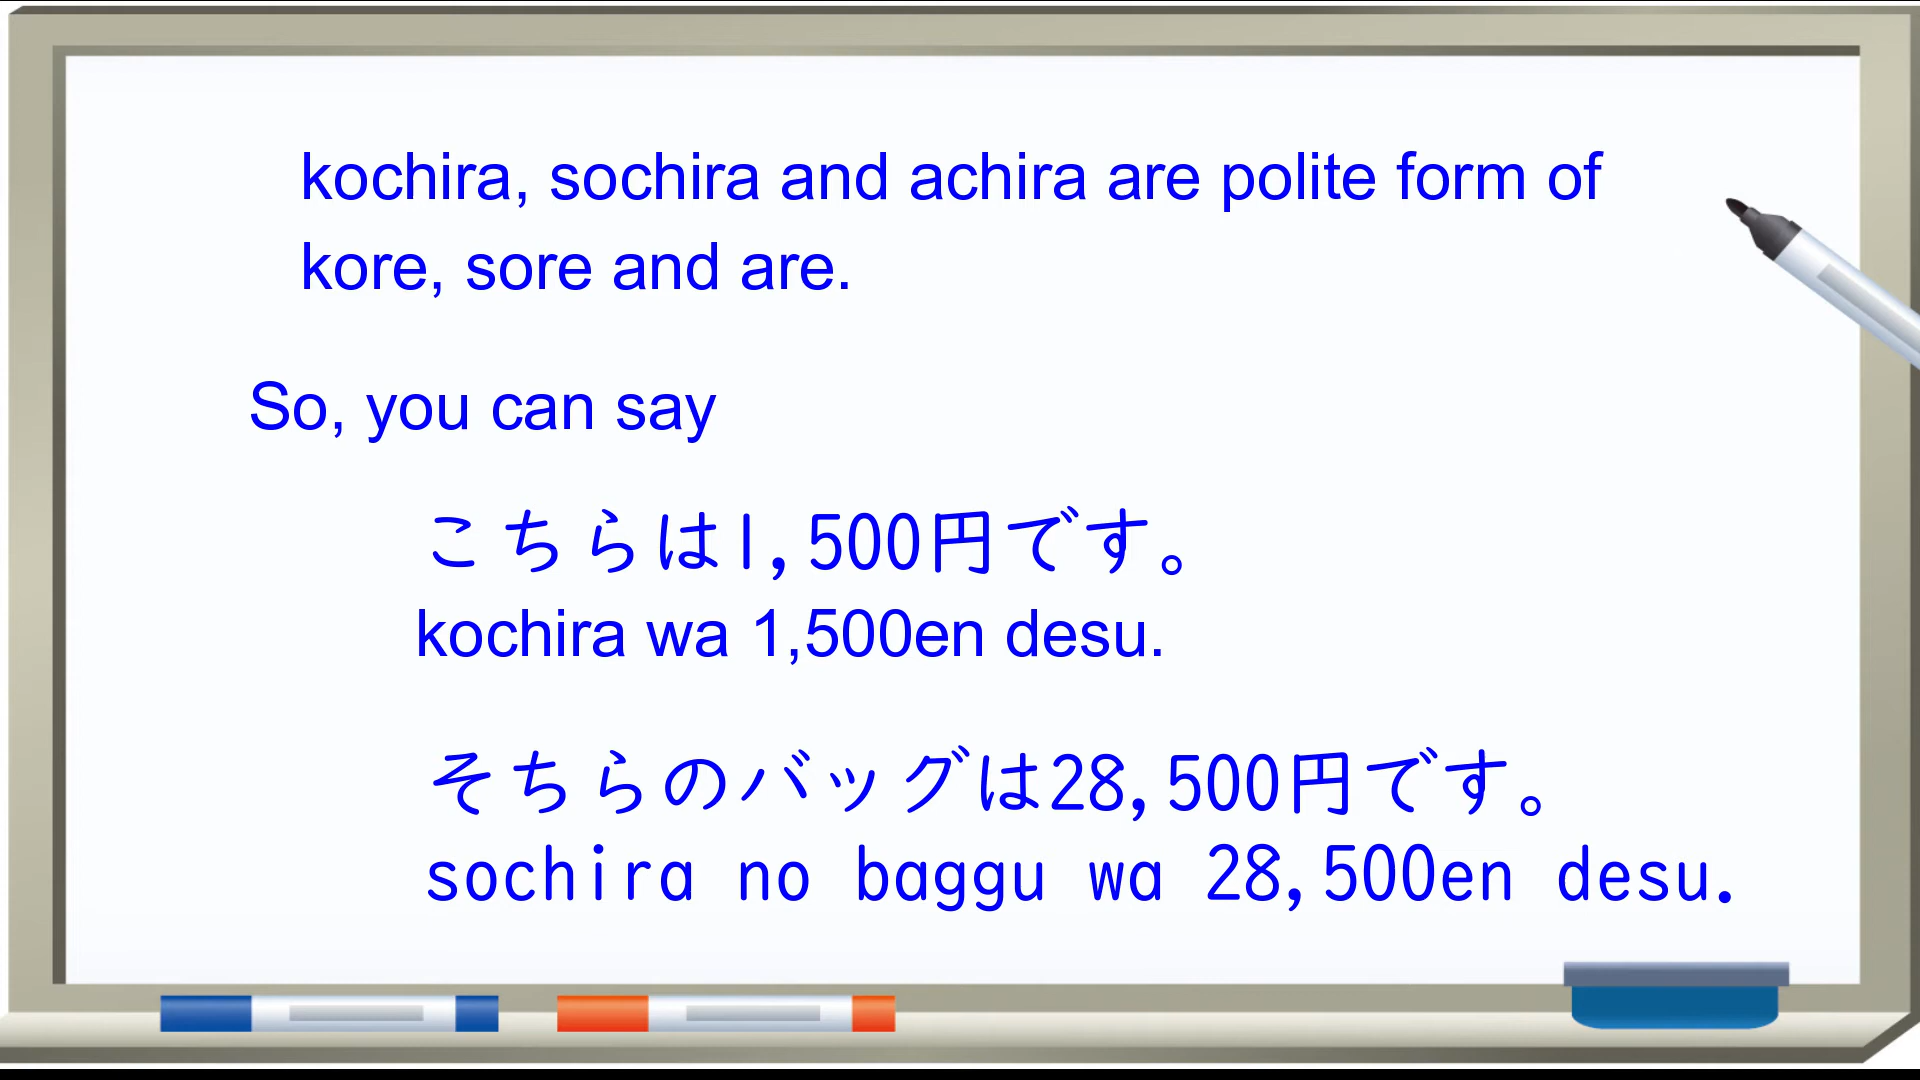 kochira, sochira and achira are polite form of
kore, sore and are.
So, you can say
こちらは1,500円です。
kochira wa 1,500en desu.
そちらのバッグは28,500円です。
sochira no baggu wa 28,500en desu.